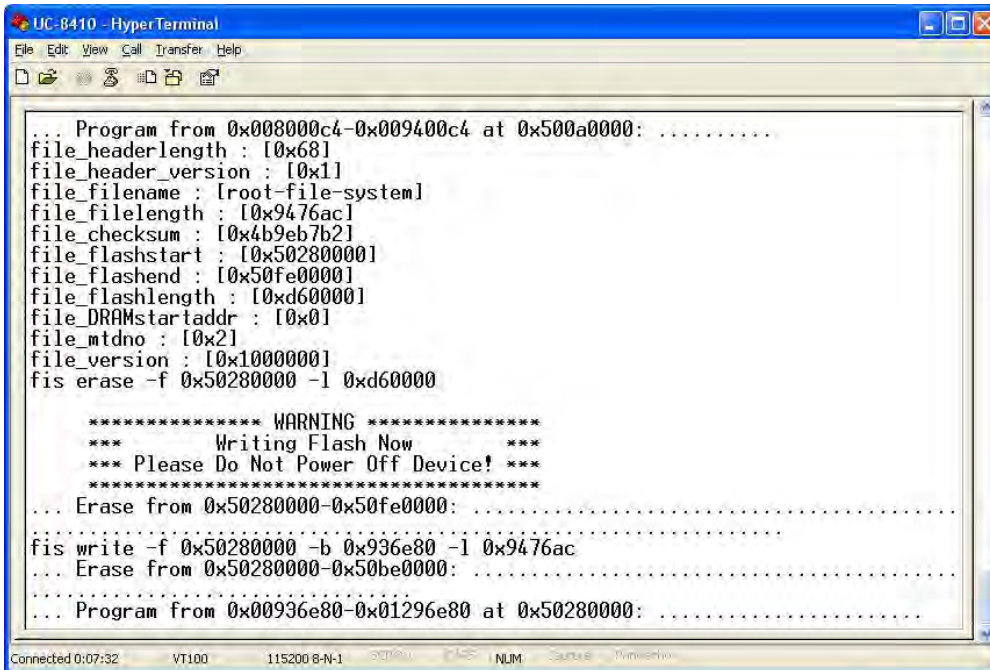 UC-8410 - HyperTerminal
File Edit View Call Transfer Help
... Program from 0x008000c4-0x009400c4 at 0x500a0000: ..........
file_headerlength : [0x68]
file_header_version : [0x1]
file_filename : [root-file-system]
file_filelength : [0x9476ac]
file_checksum : [0x4b9eb7b2]
file_flashstart : [0x50280000]
file_flashend : [0x50fe0000]
file_flashlength : [0xd60000]
file_DRAMstartaddr : [0x0]
file_mtdno : [0x2]
file_version : [0x1000000]
fis erase -f 0x50280000 -l 0xd60000
*************** WARNING ***************
*** Writing Flash Now ***
*** Please Do Not Power Off Device! ***
***************************************
... Erase from 0x50280000-0x50fe0000: ...........................................
...................................................................
fis write -f 0x50280000 -b 0x936e80 -l 0x9476ac
... Erase from 0x50280000-0x50be0000: ...........................................
..................................
... Program from 0x00936e80-0x01296e80 at 0x50280000: ........................
Connected 0:07:32 VT100 115200 8-N-1 NUM